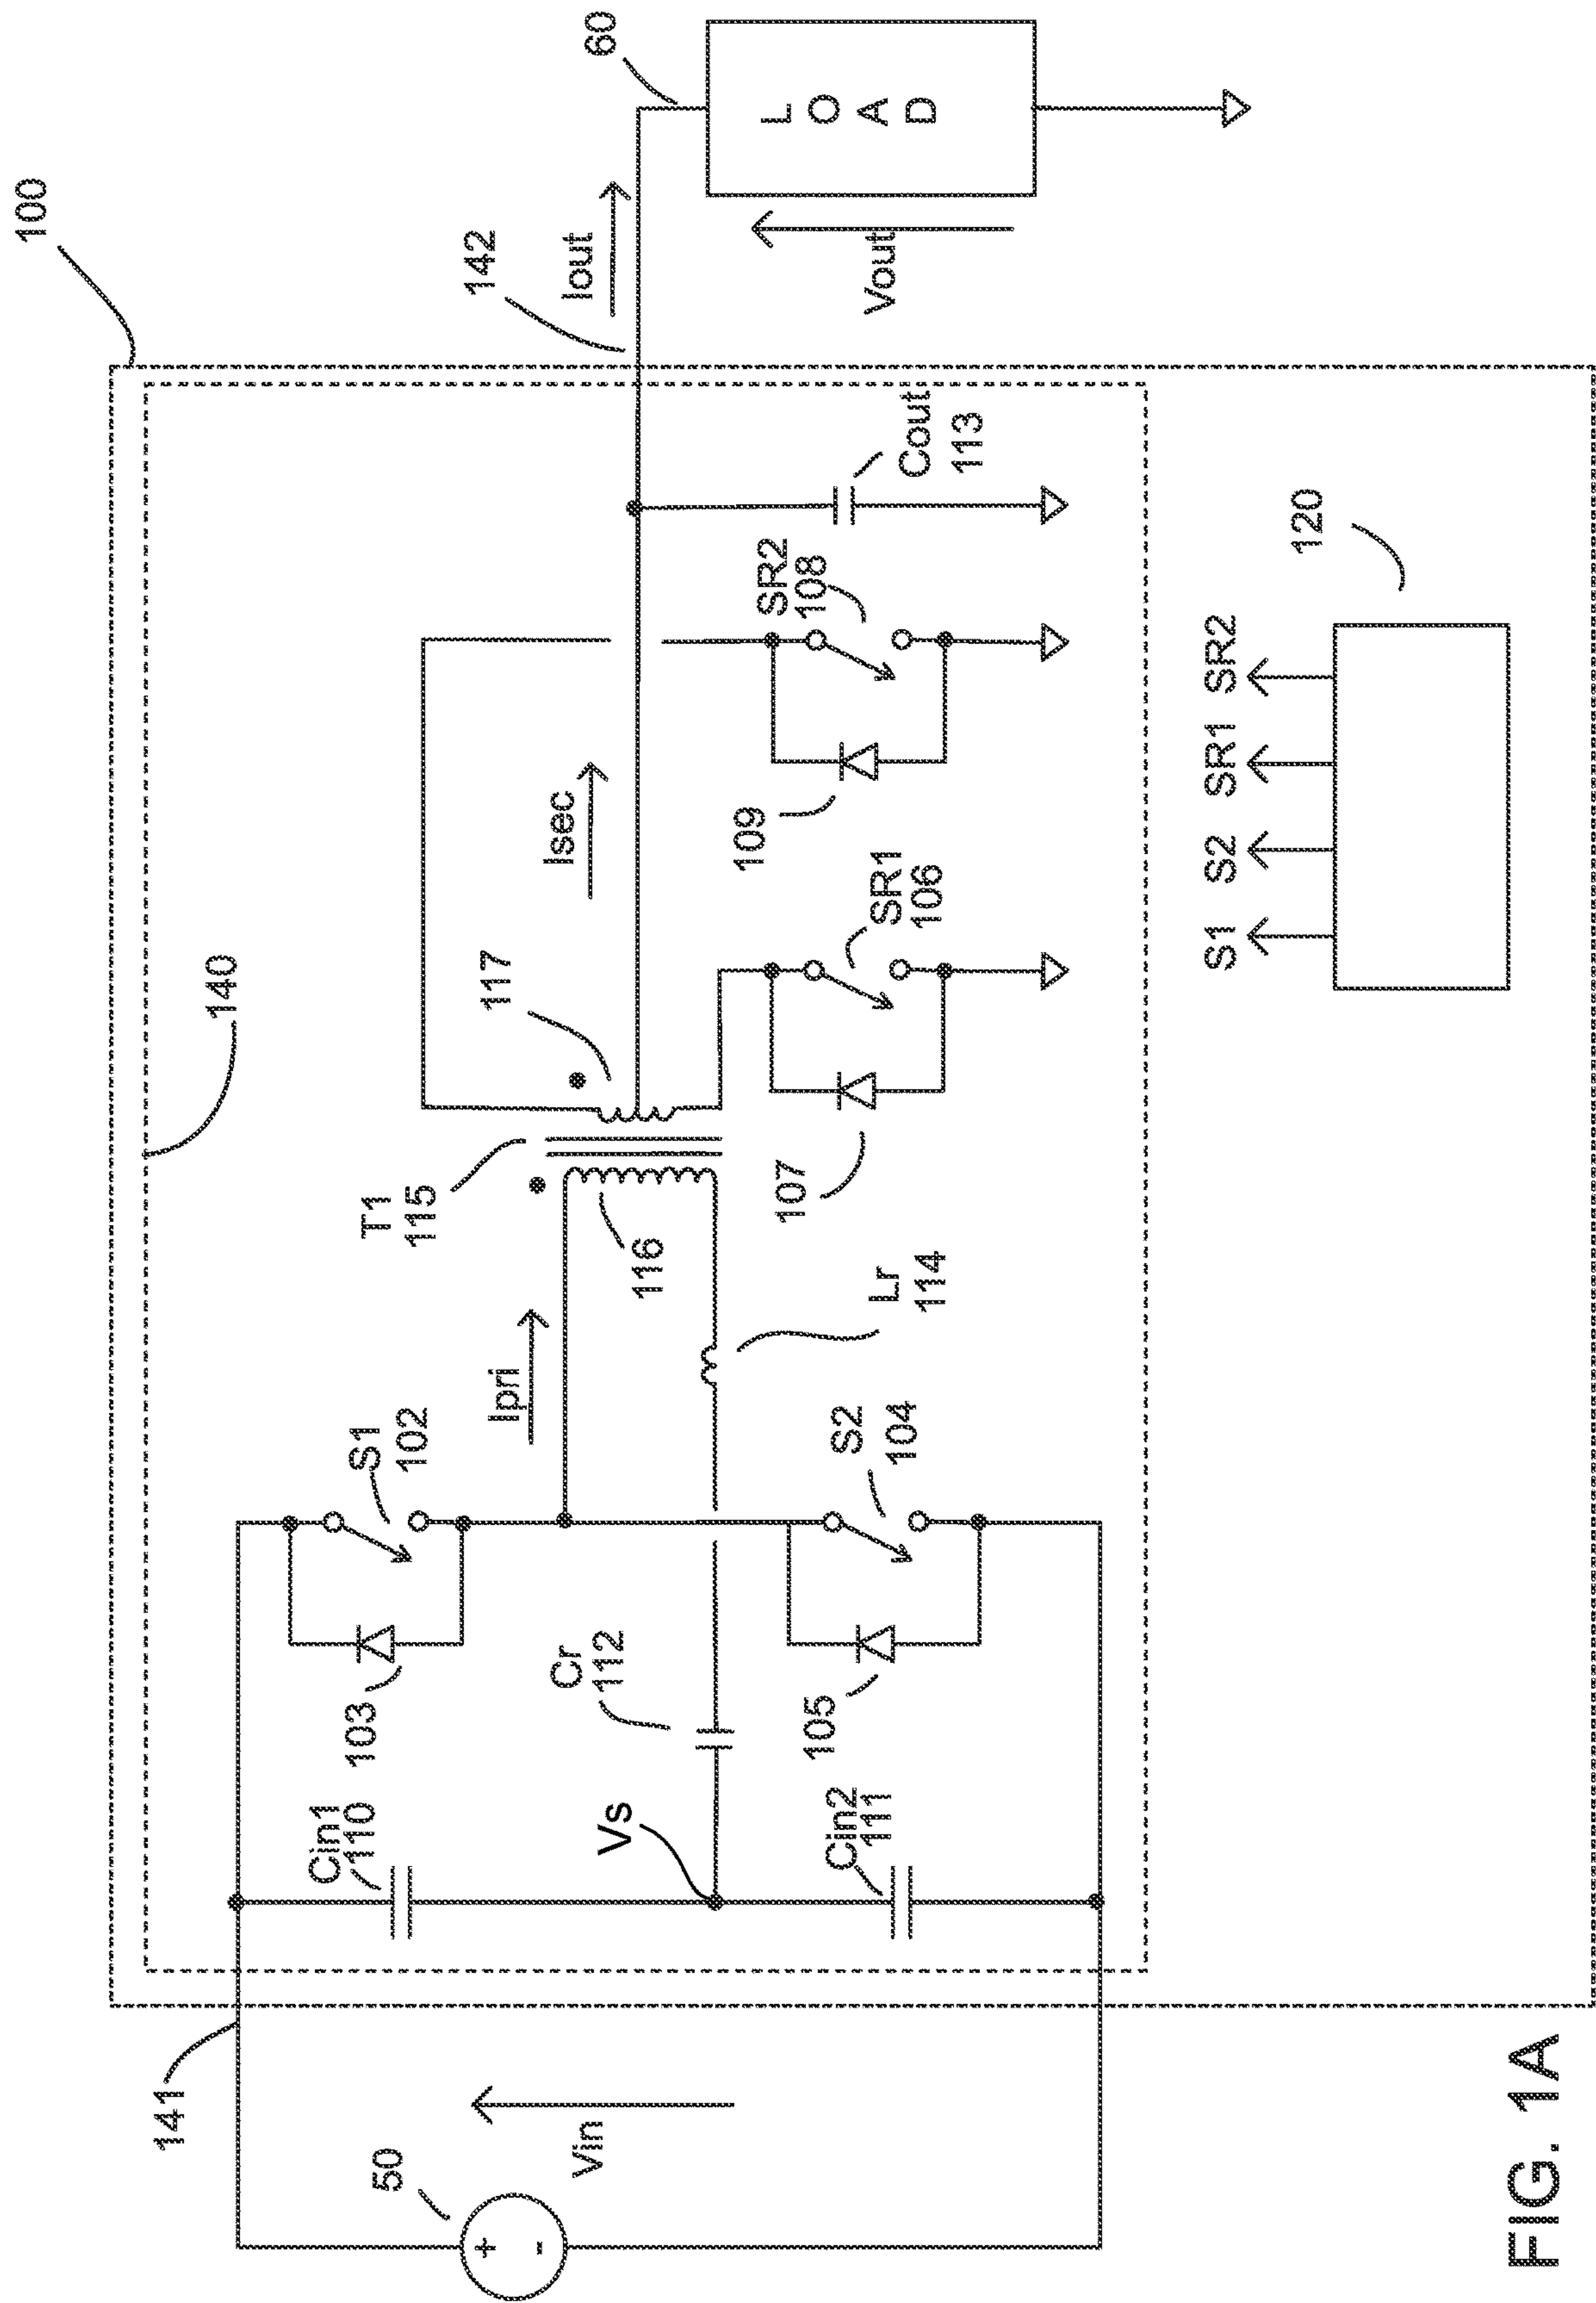 100
140
141
50
+
-
Vin
Cin1
110
Vs
Cin2
111
103
S1
102
Cr
112
105
S2
104
Ipri
Lr
114
T1
115
116
117
107
SR1
106
Isec
109
SR2
108
Cout
113
142
Iout
60
LOAD
Vout
S1
S2
SR1
SR2
120
FIG. 1A